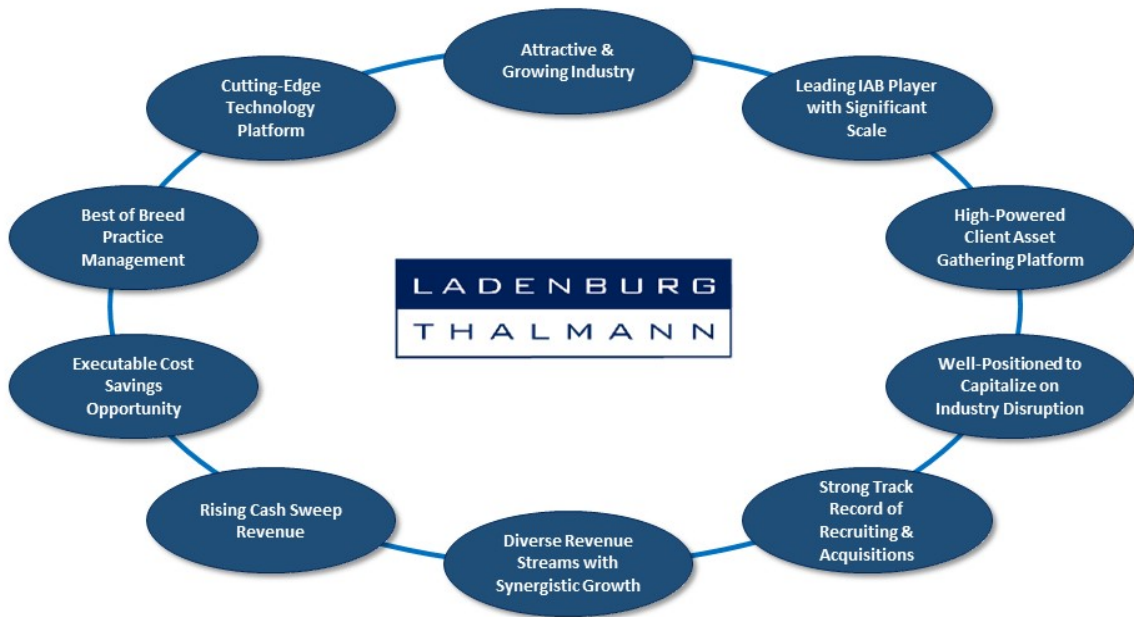 Attractive &
Growing Industry
Leading IAB Player
with Significant
Scale
High-Powered
Client Asset
Gathering Platform
Well-Positioned to
Capitalize on
Industry Disruption
Strong Track
Record of
Recruiting &
Acquisitions
Diverse Revenue
Streams with
Synergistic Growth
Rising Cash Sweep
Revenue
Executable Cost
Savings
Opportunity
Best of Breed
Practice
Management
Cutting-Edge
Technology
Platform
LADENBURG
THALMANN